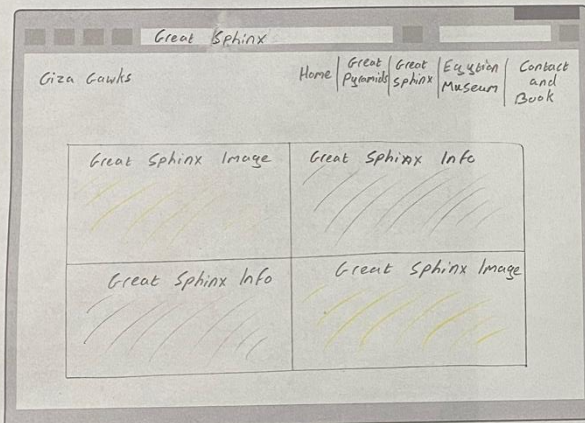 Great Sphinx
Giza Gawks
Home
Great
Pyramids
Great
Sphinx
Egytion
Museum
Contact
and
Book
Great Sphinx Image
Great Sphinx Info
Great Sphinx Info
Great Sphinx Image